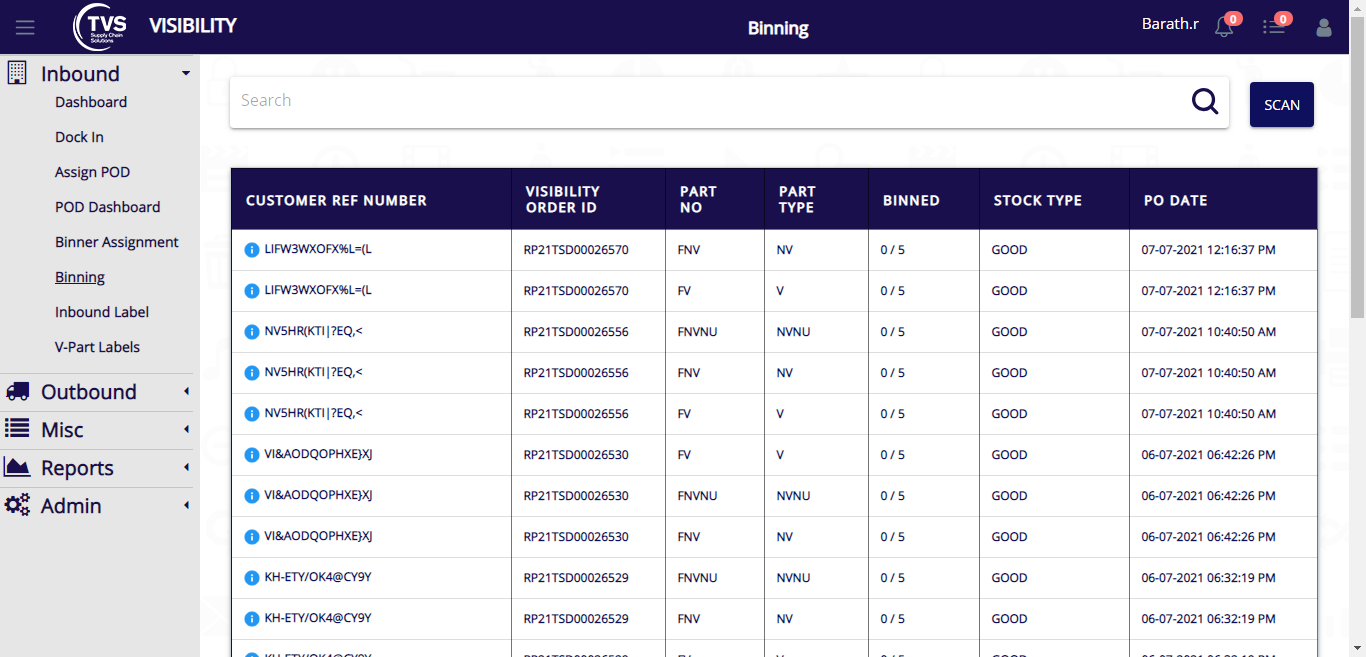 TVS
Supply Chain
Solutions
VISIBILITY
Binning
Barath.r
0
0
Inbound
Dashboard
Dock In
Assign POD
POD Dashboard
Binner Assignment
Binning
Inbound Label
V-Part Labels
Outbound
Misc
Reports
Admin
Search
SCAN
CUSTOMER REF NUMBER VISIBILITY ORDER ID PART NO PART TYPE BINNED STOCK TYPE PO DATE
LIFW3WXOFX%L=(L RP21TSD00026570 FNV NV 0 / 5 GOOD 07-07-2021 12:16:37 PM
LIFW3WXOFX%L=(L RP21TSD00026570 FV V 0 / 5 GOOD 07-07-2021 12:16:37 PM
NV5HR(KTI|?EQ,< RP21TSD00026556 FNVNU NVNU 0 / 5 GOOD 07-07-2021 10:40:50 AM
NV5HR(KTI|?EQ,< RP21TSD00026556 FNV NV 0 / 5 GOOD 07-07-2021 10:40:50 AM
NV5HR(KTI|?EQ,< RP21TSD00026556 FV V 0 / 5 GOOD 07-07-2021 10:40:50 AM
VI&AODQOPHXE}XJ RP21TSD00026530 FV V 0 / 5 GOOD 06-07-2021 06:42:26 PM
VI&AODQOPHXE}XJ RP21TSD00026530 FNVNU NVNU 0 / 5 GOOD 06-07-2021 06:42:26 PM
VI&AODQOPHXE}XJ RP21TSD00026530 FNV NV 0 / 5 GOOD 06-07-2021 06:42:26 PM
KH-ETY/OK4@CY9Y RP21TSD00026529 FNVNU NVNU 0 / 5 GOOD 06-07-2021 06:32:19 PM
KH-ETY/OK4@CY9Y RP21TSD00026529 FNV NV 0 / 5 GOOD 06-07-2021 06:32:19 PM